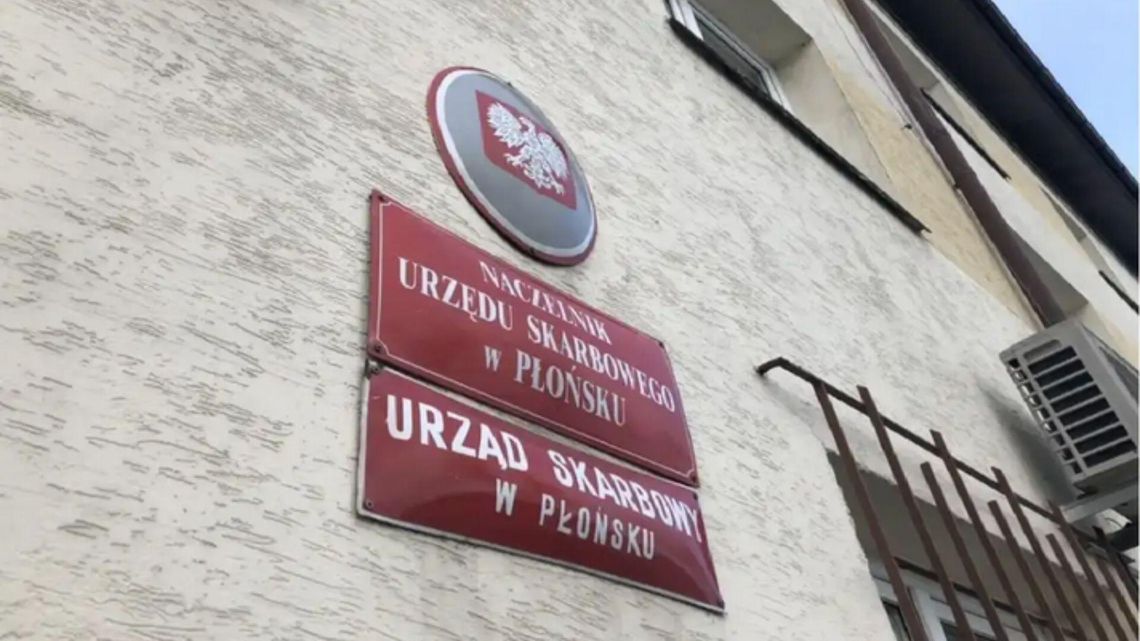 NACZELNIK
URZĘDU SKARBOWEGO
w PŁOŃSKU
URZĄD SKARBOWY
W PŁOŃSKU